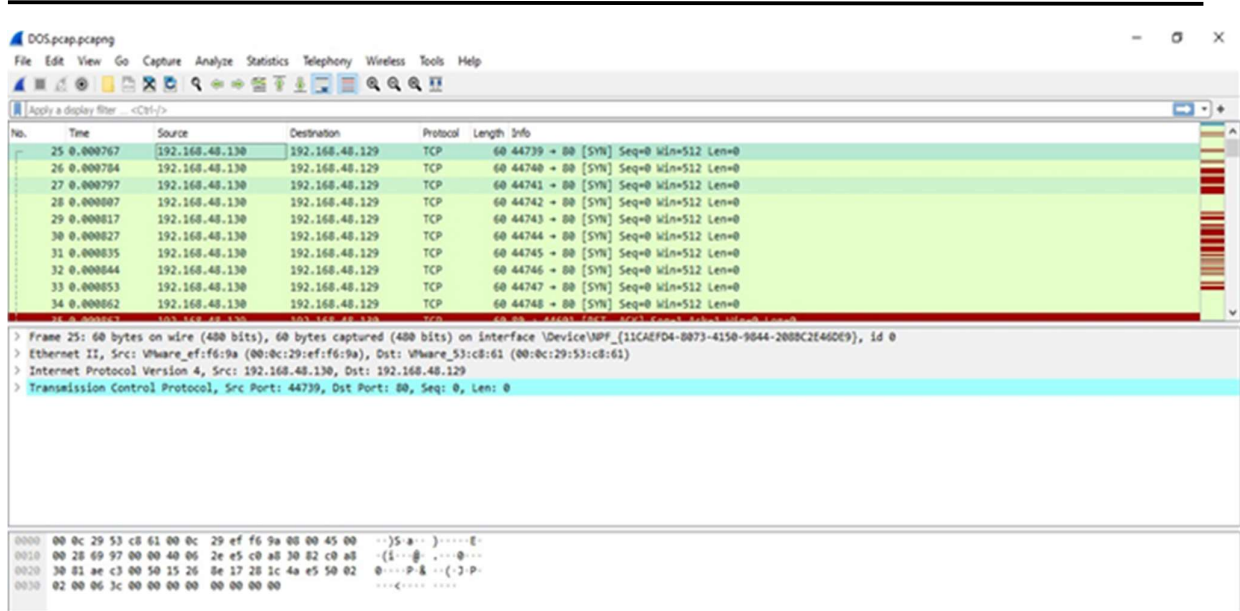 DOS.pcap.pcapng
File Edit View Go Capture Analyze Statistics Telephony Wireless Tools Help
Apply a display filter ... <Ctrl-/>
No. Time Source Destination Protocol Length Info
25 0.000767 192.168.48.130 192.168.48.129 TCP 60 44739 → 80 [SYN] Seq=0 Win=512 Len=0
26 0.000784 192.168.48.130 192.168.48.129 TCP 60 44740 → 80 [SYN] Seq=0 Win=512 Len=0
27 0.000797 192.168.48.130 192.168.48.129 TCP 60 44741 → 80 [SYN] Seq=0 Win=512 Len=0
28 0.000807 192.168.48.130 192.168.48.129 TCP 60 44742 → 80 [SYN] Seq=0 Win=512 Len=0
29 0.000817 192.168.48.130 192.168.48.129 TCP 60 44743 → 80 [SYN] Seq=0 Win=512 Len=0
30 0.000827 192.168.48.130 192.168.48.129 TCP 60 44744 → 80 [SYN] Seq=0 Win=512 Len=0
31 0.000835 192.168.48.130 192.168.48.129 TCP 60 44745 → 80 [SYN] Seq=0 Win=512 Len=0
32 0.000844 192.168.48.130 192.168.48.129 TCP 60 44746 → 80 [SYN] Seq=0 Win=512 Len=0
33 0.000853 192.168.48.130 192.168.48.129 TCP 60 44747 → 80 [SYN] Seq=0 Win=512 Len=0
34 0.000862 192.168.48.130 192.168.48.129 TCP 60 44748 → 80 [SYN] Seq=0 Win=512 Len=0
> Frame 25: 60 bytes on wire (480 bits), 60 bytes captured (480 bits) on interface \Device\NPF_{11CAEFD4-8073-4150-9844-2088C2E46DE9}, id 0
> Ethernet II, Src: VMware_ef:f6:9a (00:0c:29:ef:f6:9a), Dst: VMware_53:c8:61 (00:0c:29:53:c8:61)
> Internet Protocol Version 4, Src: 192.168.48.130, Dst: 192.168.48.129
> Transmission Control Protocol, Src Port: 44739, Dst Port: 80, Seq: 0, Len: 0
0000 00 0c 29 53 c8 61 00 0c 29 ef f6 9a 08 00 45 00 ··)S·a·· )·····E·
0010 00 28 69 97 00 00 40 06 2e e5 c0 a8 30 82 c0 a8 ·(i···@· .···0···
0020 30 81 ae c3 00 50 15 26 8e 17 28 1c 4a e5 50 02 0····P·& ··(·J·P·
0030 02 00 06 3c 00 00 00 00 00 00 00 00 ···<···· ····